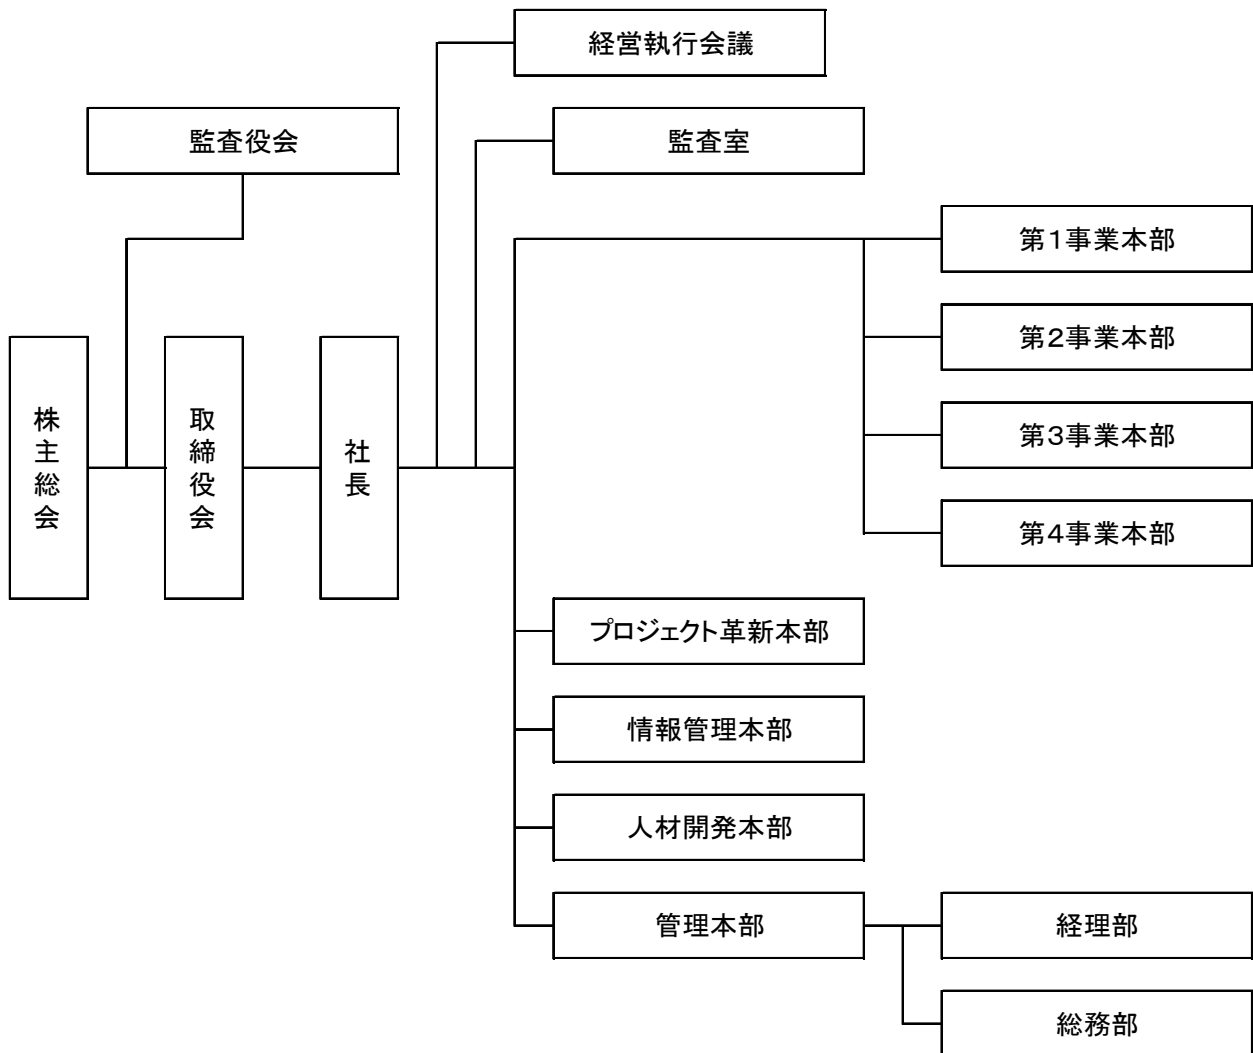 経営執行会議
監査役会
監査室
第1事業本部
第2事業本部
株主総会
取締役会
社長
第3事業本部
第4事業本部
プロジェクト革新本部
情報管理本部
人材開発本部
管理本部
経理部
総務部